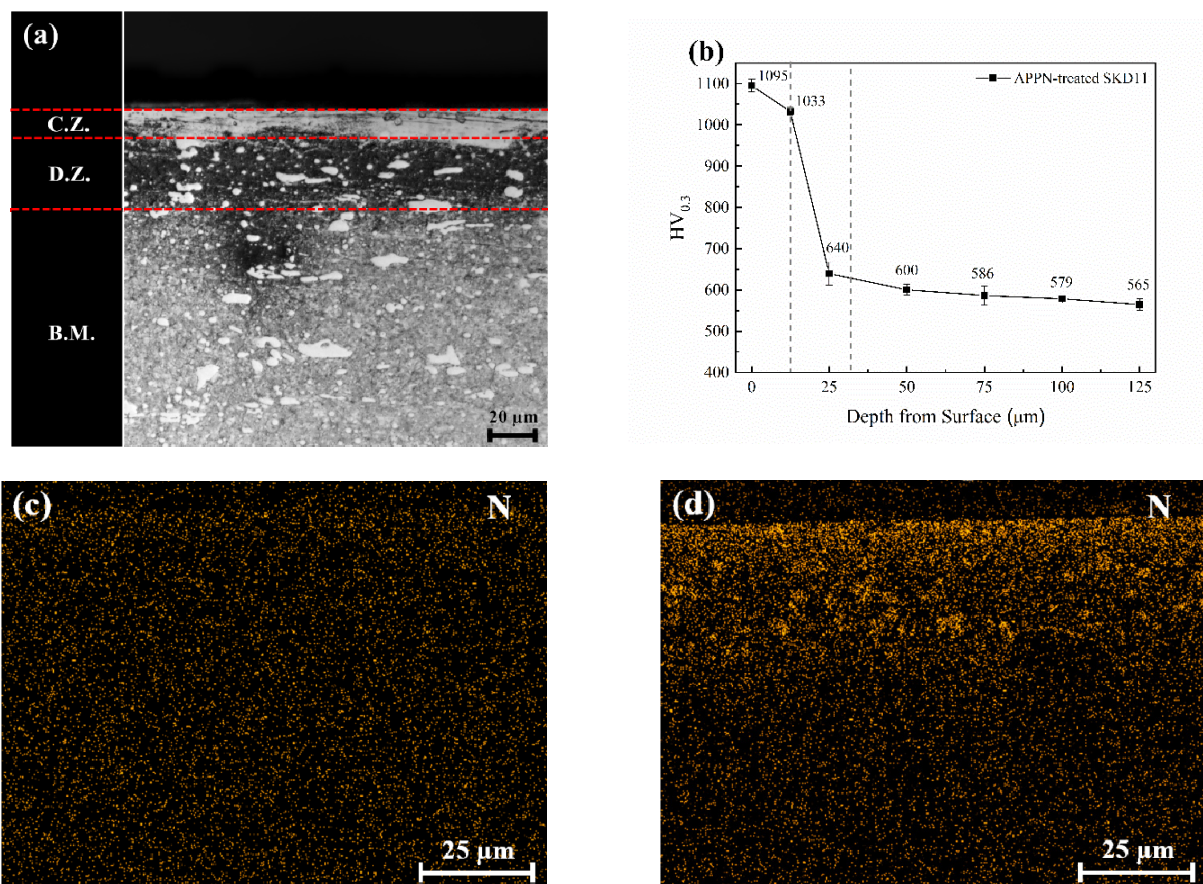 (a)
C.Z.
D.Z.
B.M.
20 µm
(b)
APPN-treated SKD11
1095
1033
640
600
586
579
565
1100
1000
900
800
700
600
500
400
HV0.3
0
25
50
75
100
125
Depth from Surface (µm)
(c)
N
25 µm
(d)
N
25 µm